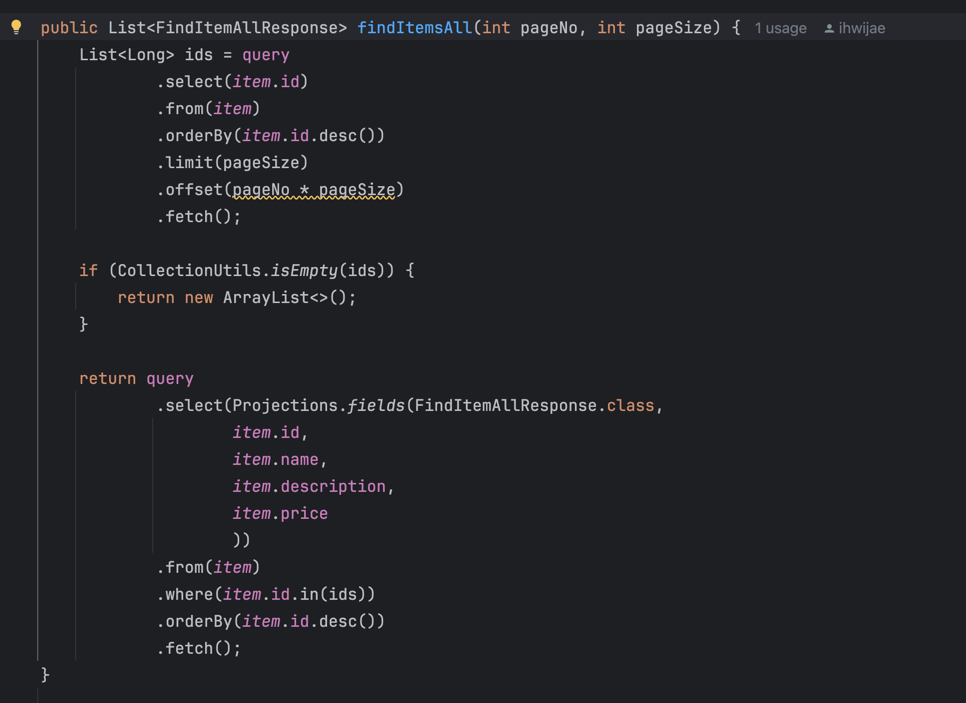 public List<FindItemAllResponse> findItemsAll(int pageNo, int pageSize) { 1 usage ihwijae
List<Long> ids = query
.select(item.id)
.from(item)
.orderBy(item.id.desc())
.limit(pageSize)
.offset(pageNo * pageSize)
.fetch();
if (CollectionUtils.isEmpty(ids)) {
return new ArrayList<>();
}
return query
.select(Projections.fields(FindItemAllResponse.class,
item.id,
item.name,
item.description,
item.price
))
.from(item)
.where(item.id.in(ids))
.orderBy(item.id.desc())
.fetch();
}